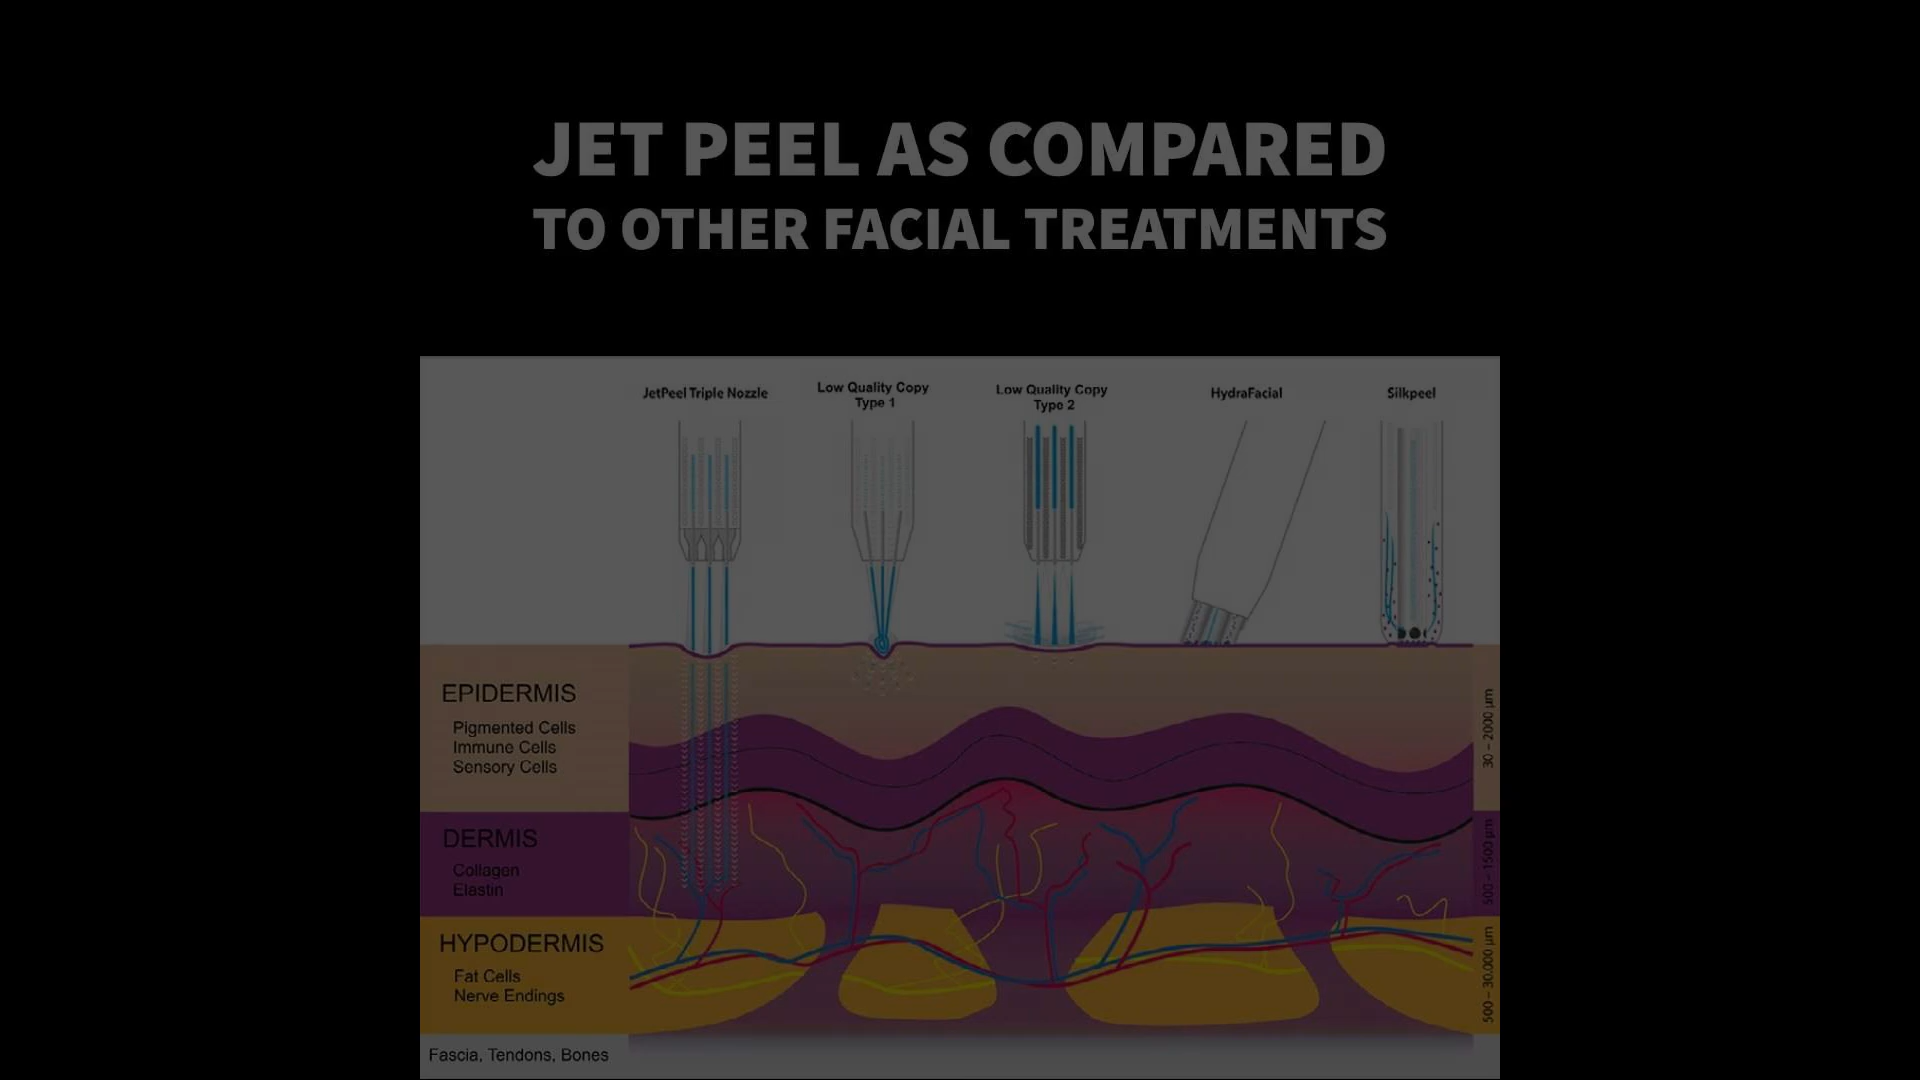 JET PEEL AS COMPARED
TO OTHER FACIAL TREATMENTS
JetPeel Triple Nozzle
Low Quality Copy
Type 1
Low Quality Copy
Type 2
HydraFacial
Silkpeel
EPIDERMIS
Pigmented Cells
Immune Cells
Sensory Cells
30 – 2000 µm
DERMIS
Collagen
Elastin
500 – 1500 µm
HYPODERMIS
Fat Cells
Nerve Endings
500 – 30.000 µm
Fascia, Tendons, Bones